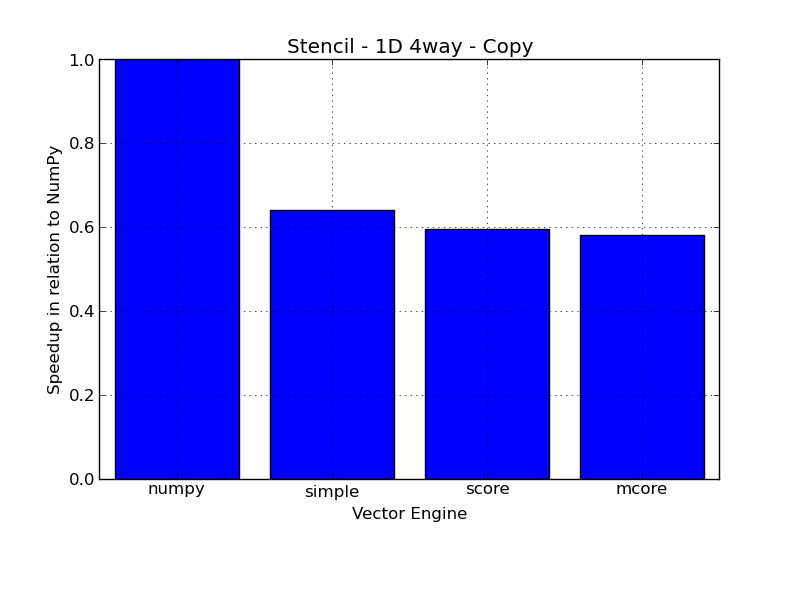 Stencil - 1D 4way - Copy
Speedup in relation to NumPy
1.0
0.8
0.6
0.4
0.2
0.0
numpy simple score mcore
Vector Engine